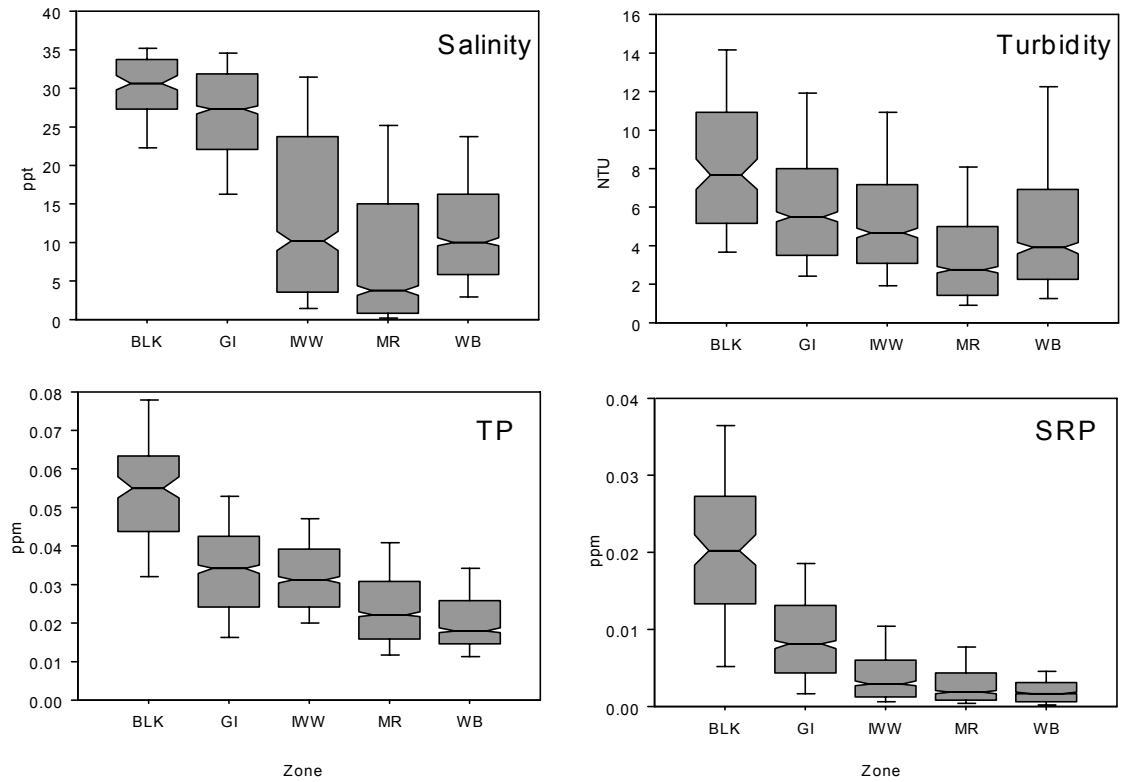 Salinity
ppt
40
35
30
25
20
15
10
5
0
BLK GI IWW MR WB
Turbidity
NTU
16
14
12
10
8
6
4
2
0
BLK GI IWW MR WB
TP
ppm
0.08
0.07
0.06
0.05
0.04
0.03
0.02
0.01
0.00
BLK GI IWW MR WB
Zone
SRP
ppm
0.04
0.03
0.02
0.01
0.00
BLK GI IWW MR WB
Zone